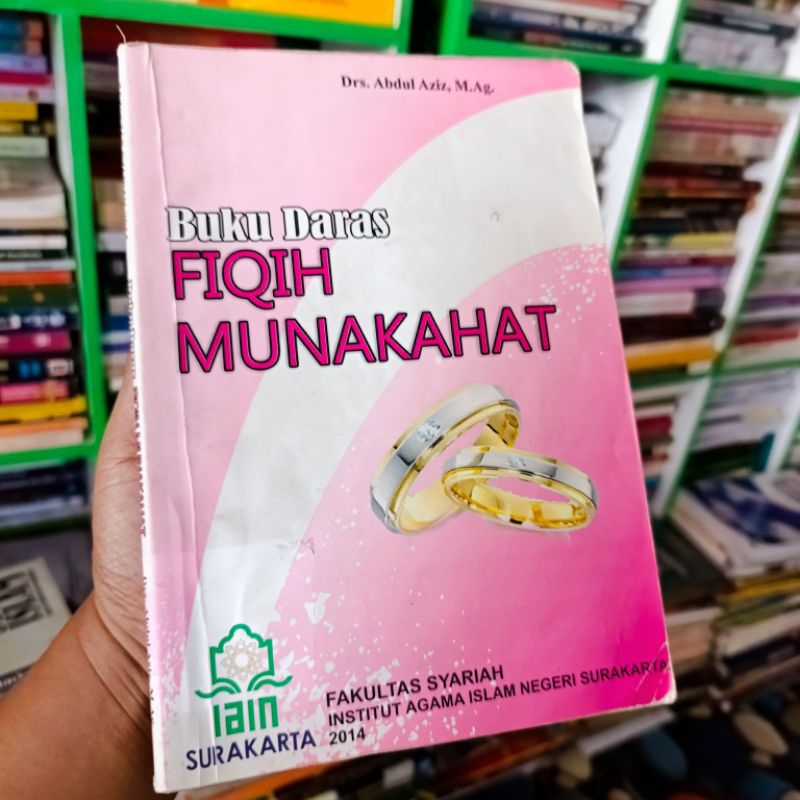 Drs. Abdul Aziz, M.Ag.
Buku Daras
FIQIH
MUNAKAHAT
iain
SURAKARTA
FAKULTAS SYARIAH
INSTITUT AGAMA ISLAM NEGERI SURAKARTA
2014